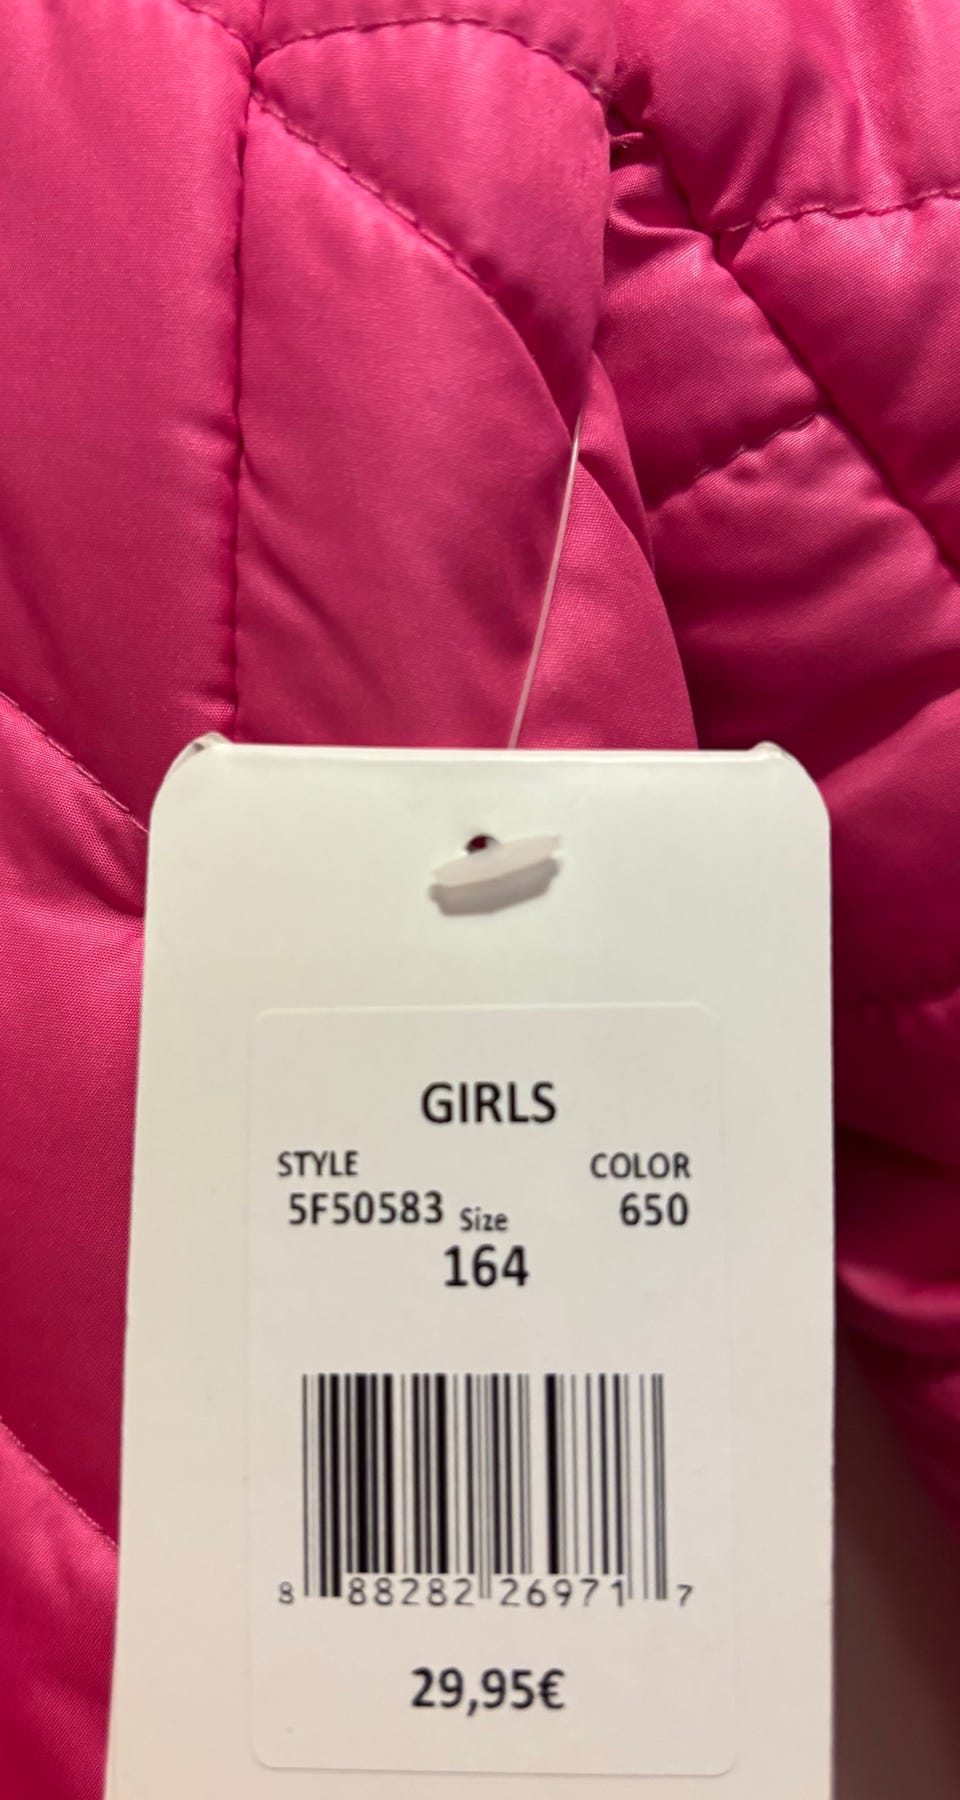 GIRLS
STYLE COLOR
5F50583 Size 650
164
8 88282 26971 7
29,95€